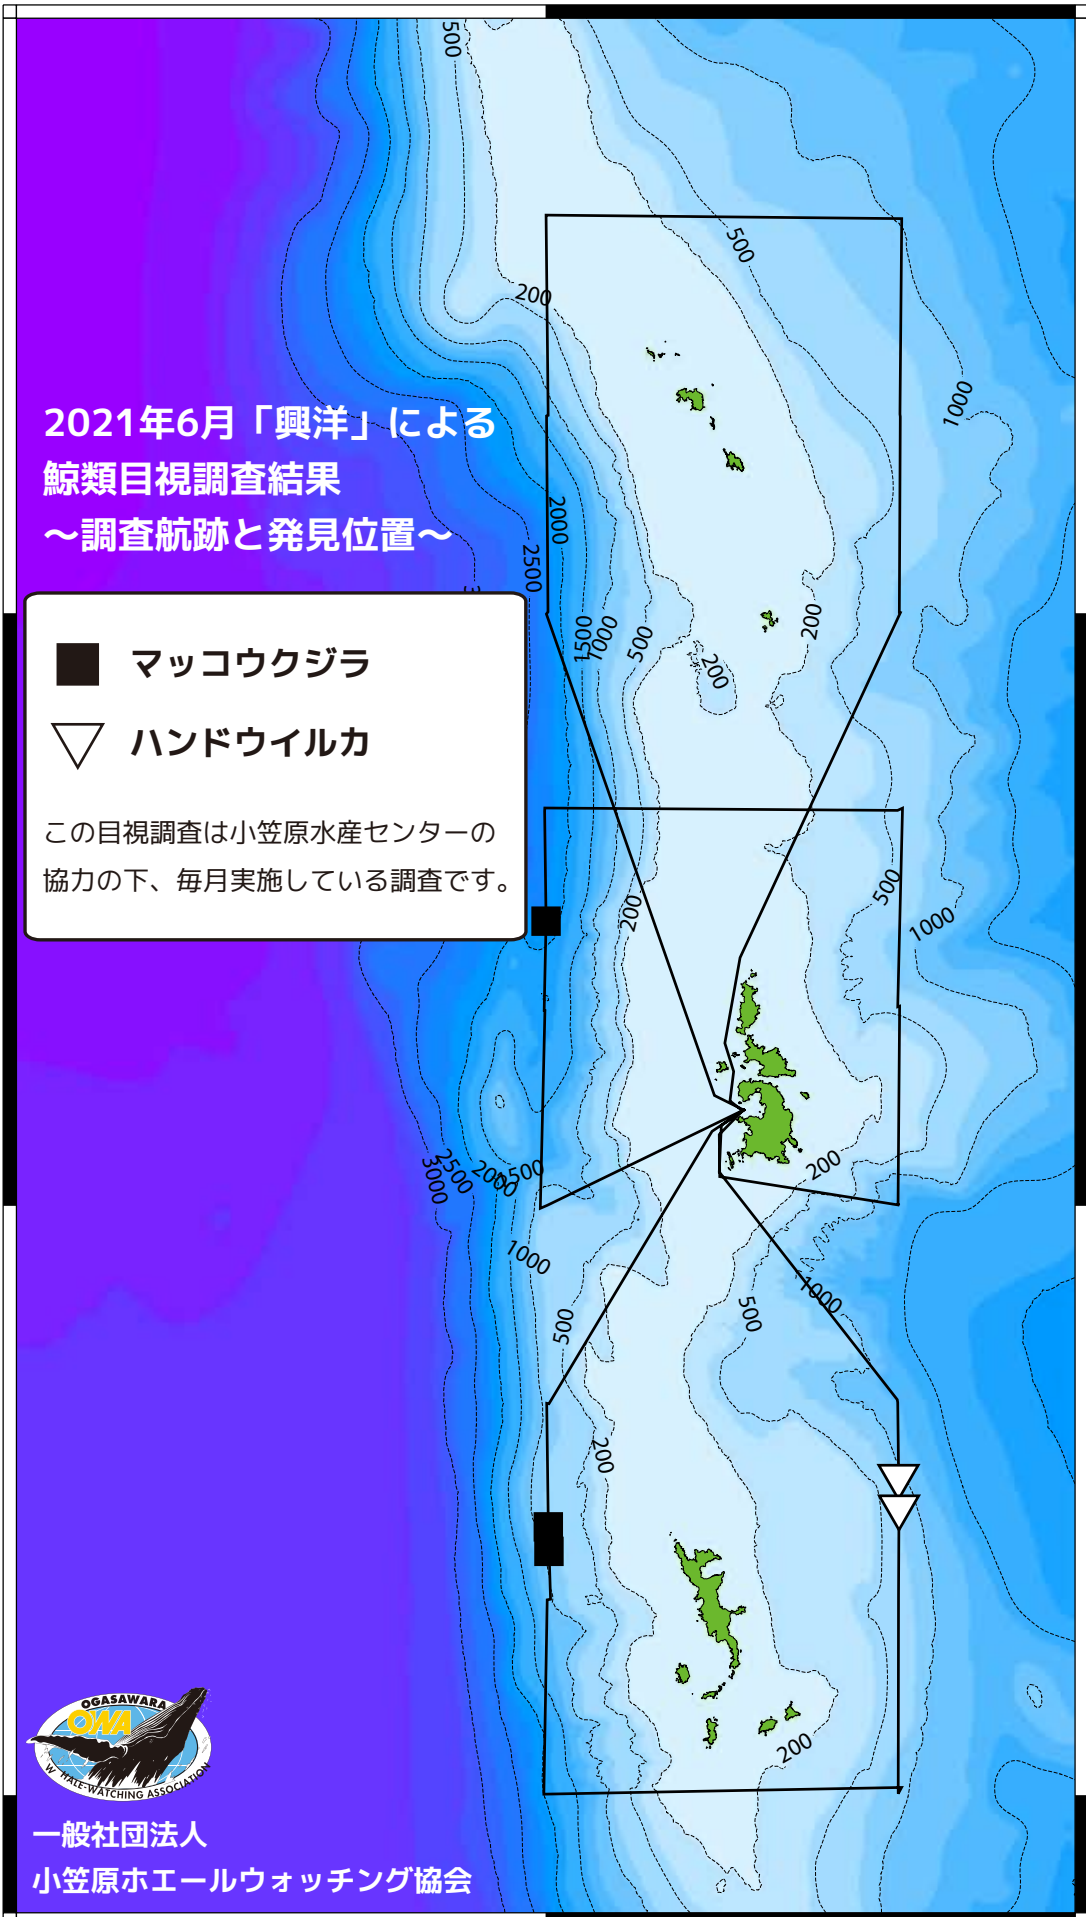 500
500
200
1000
2021年6月「興洋」による
鯨類目視調査結果
～調査航跡と発見位置～
2000
2500
マッコウクジラ
ハンドウイルカ
この目視調査は小笠原水産センターの
協力の下、毎月実施している調査です。
1500
1000
500
200
200
200
500
1000
3000
2500
2000
1500
200
1000
500
500
1000
200
200
OGASAWARA
OWA
WHALE-WATCHING ASSOCIATION
一般社団法人
小笠原ホエールウォッチング協会